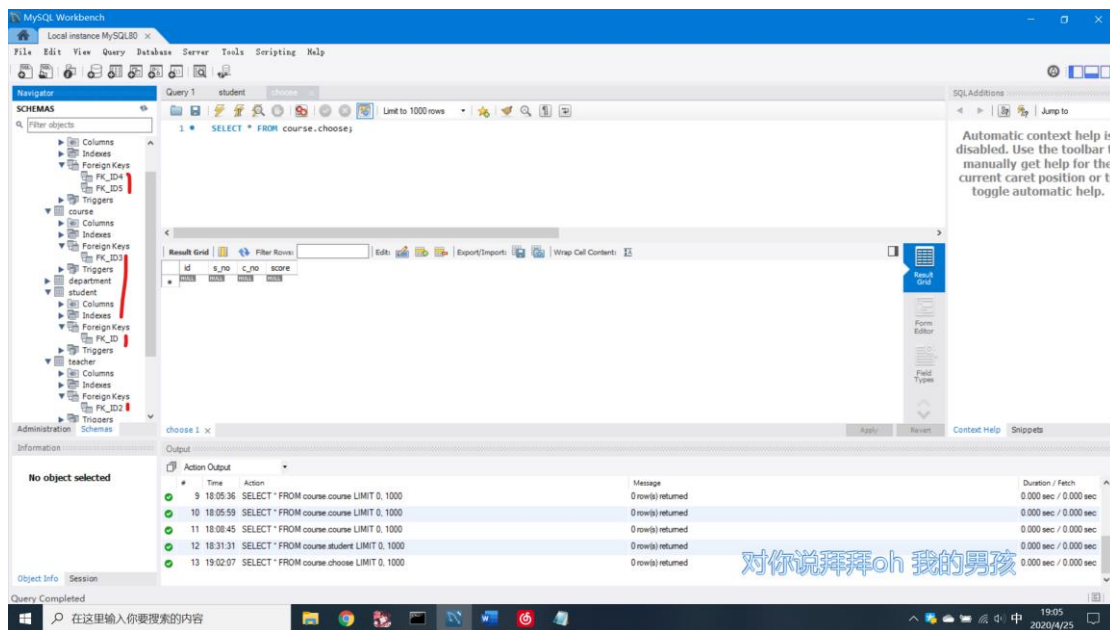 MySQL Workbench
Local instance MySQL80 ×
File Edit View Query Database Server Tools Scripting Help
Navigator
SCHEMAS
Filter objects
Columns
Indexes
Foreign Keys
FK_ID4
FK_ID5
Triggers
course
Columns
Indexes
Foreign Keys
FK_ID3
Triggers
department
student
Columns
Indexes
Foreign Keys
FK_ID
Triggers
teacher
Columns
Indexes
Foreign Keys
FK_ID2
Triggers
Administration Schemas
Information
No object selected
Object Info Session
Query 1 student choose ×
Limit to 1000 rows
1 SELECT * FROM course.choose;
Result Grid Filter Rows: Edit: Export/Import: Wrap Cell Content:
id s_no c_no score
NULL NULL NULL NULL
Result Grid
Form Editor
Field Types
choose 1 × Apply Revert
Output
Action Output
# Time Action Message Duration / Fetch
9 18:05:36 SELECT * FROM course.course LIMIT 0, 1000 0 row(s) returned 0.000 sec / 0.000 sec
10 18:05:59 SELECT * FROM course.course LIMIT 0, 1000 0 row(s) returned 0.000 sec / 0.000 sec
11 18:08:45 SELECT * FROM course.course LIMIT 0, 1000 0 row(s) returned 0.000 sec / 0.000 sec
12 18:31:31 SELECT * FROM course.student LIMIT 0, 1000 0 row(s) returned 0.000 sec / 0.000 sec
13 19:02:07 SELECT * FROM course.choose LIMIT 0, 1000 0 row(s) returned 0.000 sec / 0.000 sec
SQLAdditions
Jump to
Automatic context help is
disabled. Use the toolbar t
manually get help for the
current caret position or t
toggle automatic help.
Context Help Snippets
对你说拜拜oh 我的男孩
Query Completed
在这里输入你要搜索的内容
中
19:05
2020/4/25